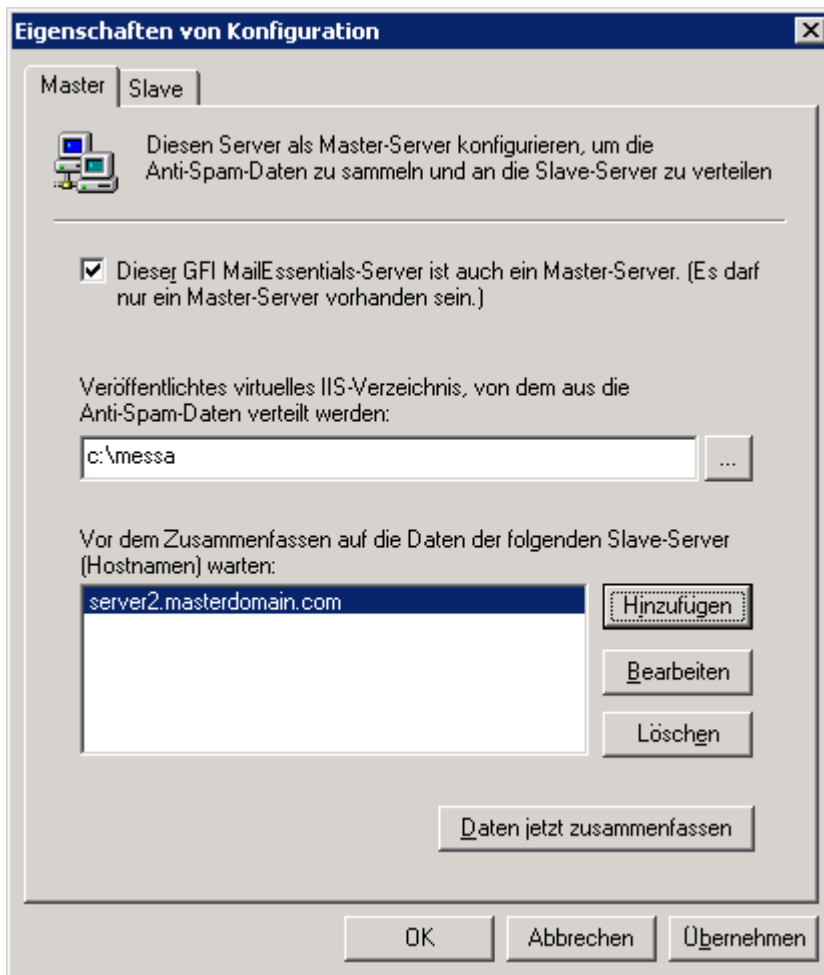 Eigenschaften von Konfiguration
Master
Slave
Diesen Server als Master-Server konfigurieren, um die
Anti-Spam-Daten zu sammeln und an die Slave-Server zu verteilen
Dieser GFI MailEssentials-Server ist auch ein Master-Server. (Es darf
nur ein Master-Server vorhanden sein.)
Veröffentlichtes virtuelles IIS-Verzeichnis, von dem aus die
Anti-Spam-Daten verteilt werden:
c:\messa
...
Vor dem Zusammenfassen auf die Daten der folgenden Slave-Server
(Hostnamen) warten:
server2.masterdomain.com
Hinzufügen
Bearbeiten
Löschen
Daten jetzt zusammenfassen
OK
Abbrechen
Übernehmen